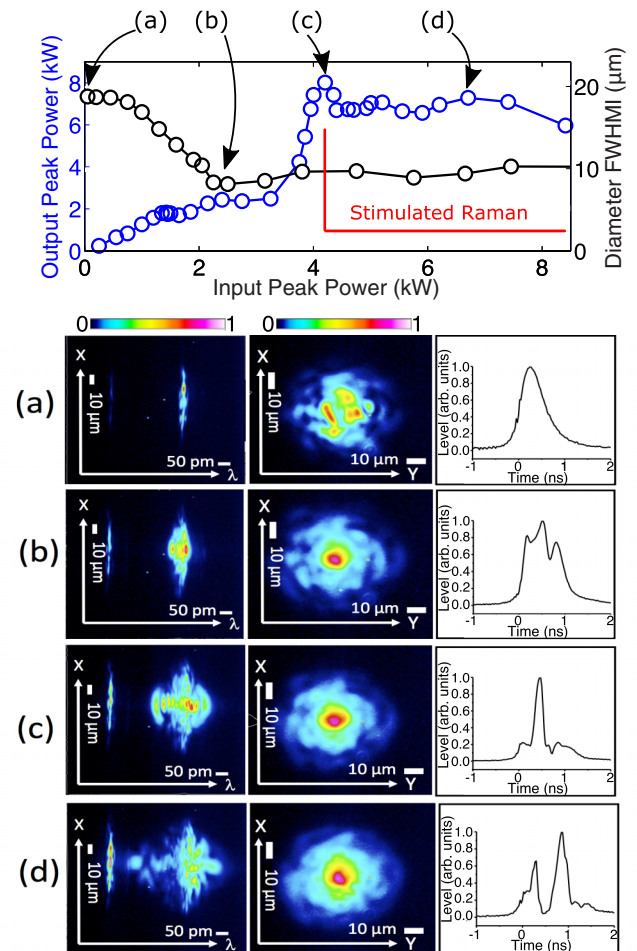 (a) (b) (c) (d)
Output Peak Power (kW)
8
6
4
2
0
20
10
0
Diameter FWHMI (μm)
Stimulated Raman
0 2 4 6 8
Input Peak Power (kW)
0 1 0 1
(a)
X
10 μm
50 pm
λ
X
10 μm
10 μm
Y
Level (arb. units)
1.0
0.8
0.6
0.4
0.2
0.0
-1 0 1 2
Time (ns)
(b)
X
10 μm
50 pm
λ
X
10 μm
10 μm
Y
Level (arb. units)
1.0
0.8
0.6
0.4
0.2
0.0
-1 0 1 2
Time (ns)
(c)
X
10 μm
50 pm
λ
X
10 μm
10 μm
Y
Level (arb. units)
1.0
0.8
0.6
0.4
0.2
0.0
-1 0 1 2
Time (ns)
(d)
X
10 μm
50 pm
λ
X
10 μm
10 μm
Y
Level (arb. units)
1.0
0.8
0.6
0.4
0.2
0.0
-1 0 1 2
Time (ns)